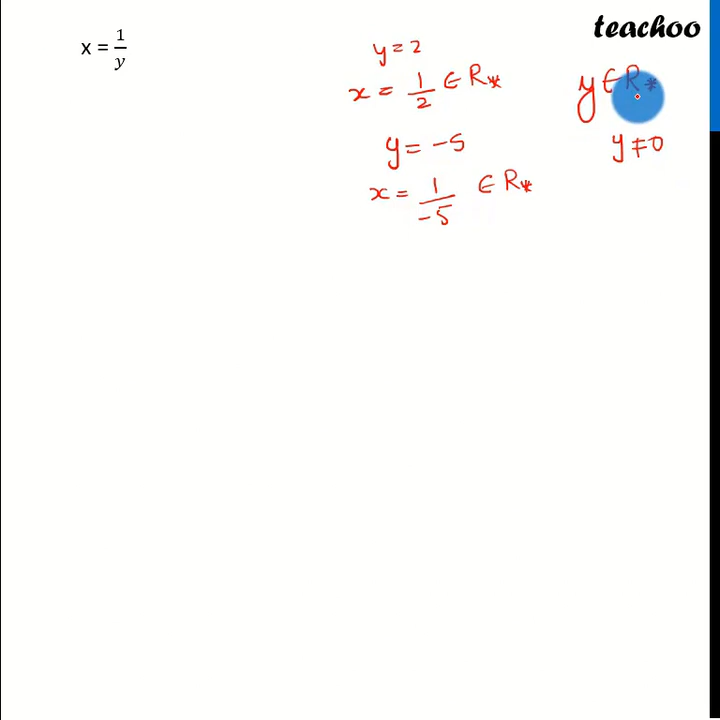 teachoo
x = 1/y
y = 2
x = 1/2 ∈ R*
y ∈ R*
y = -5
y ≠ 0
x = 1/-5 ∈ R*